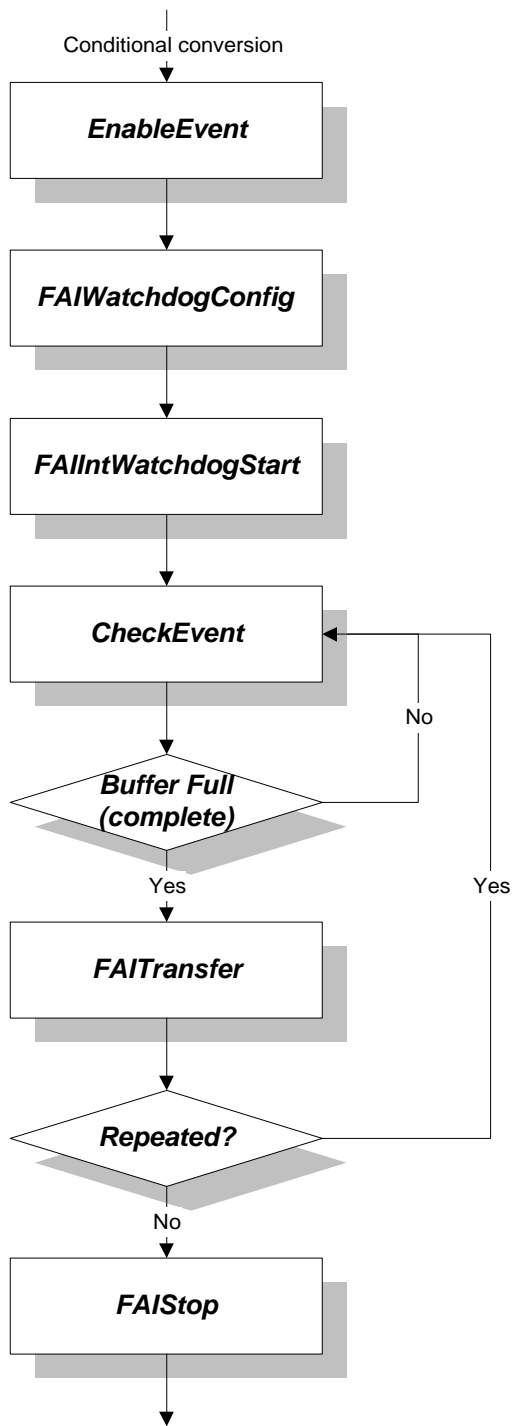 Conditional conversion
EnableEvent
FAIWatchdogConfig
FAIIntWatchdogStart
CheckEvent
No
Buffer Full
(complete)
Yes
Yes
FAITransfer
Repeated?
No
FAIStop